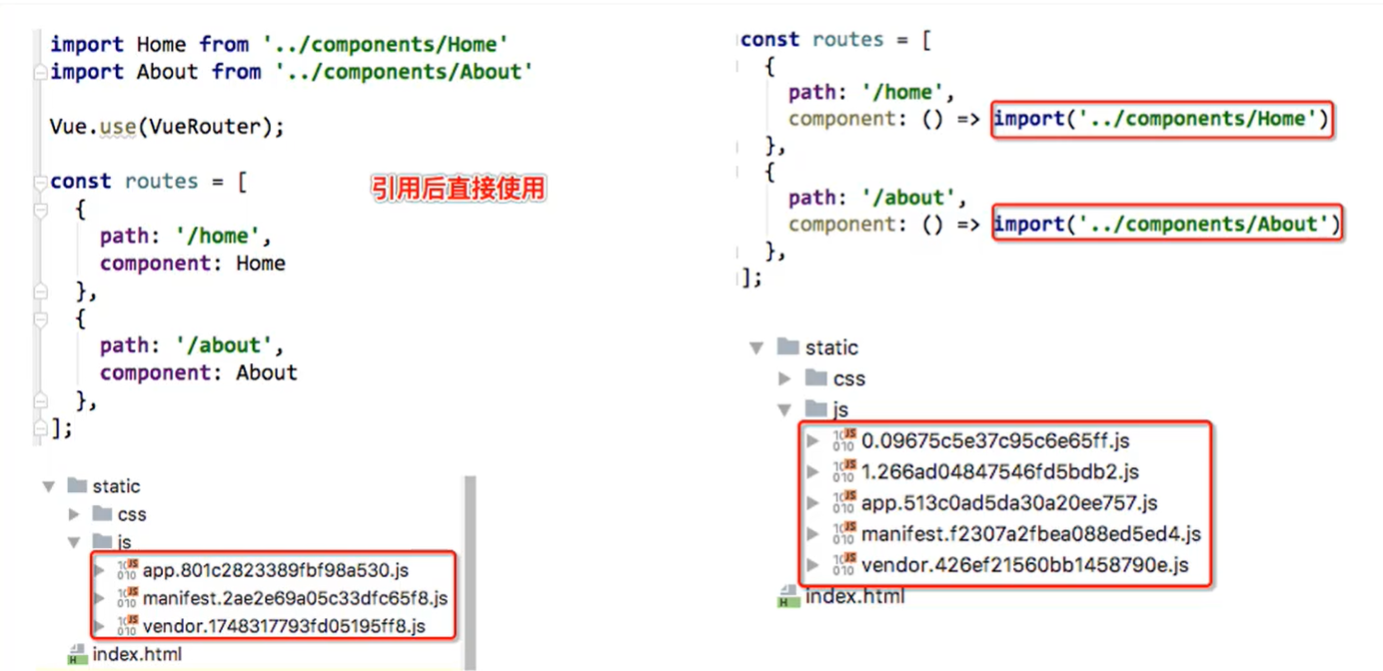 import Home from '../components/Home'
import About from '../components/About'
Vue.use(VueRouter);
const routes = [
{
path: '/home',
component: Home
},
{
path: '/about',
component: About
},
];
引用后直接使用
static
css
js
app.801c2823389fbf98a530.js
manifest.2ae2e69a05c33dfc65f8.js
vendor.1748317793fd05195ff8.js
index.html
const routes = [
{
path: '/home',
component: () => import('../components/Home')
},
{
path: '/about',
component: () => import('../components/About')
},
];
static
css
js
0.09675c5e37c95c6e65ff.js
1.266ad04847546fd5bdb2.js
app.513c0ad5da30a20ee757.js
manifest.f2307a2fbea088ed5ed4.js
vendor.426ef21560bb1458790e.js
index.html